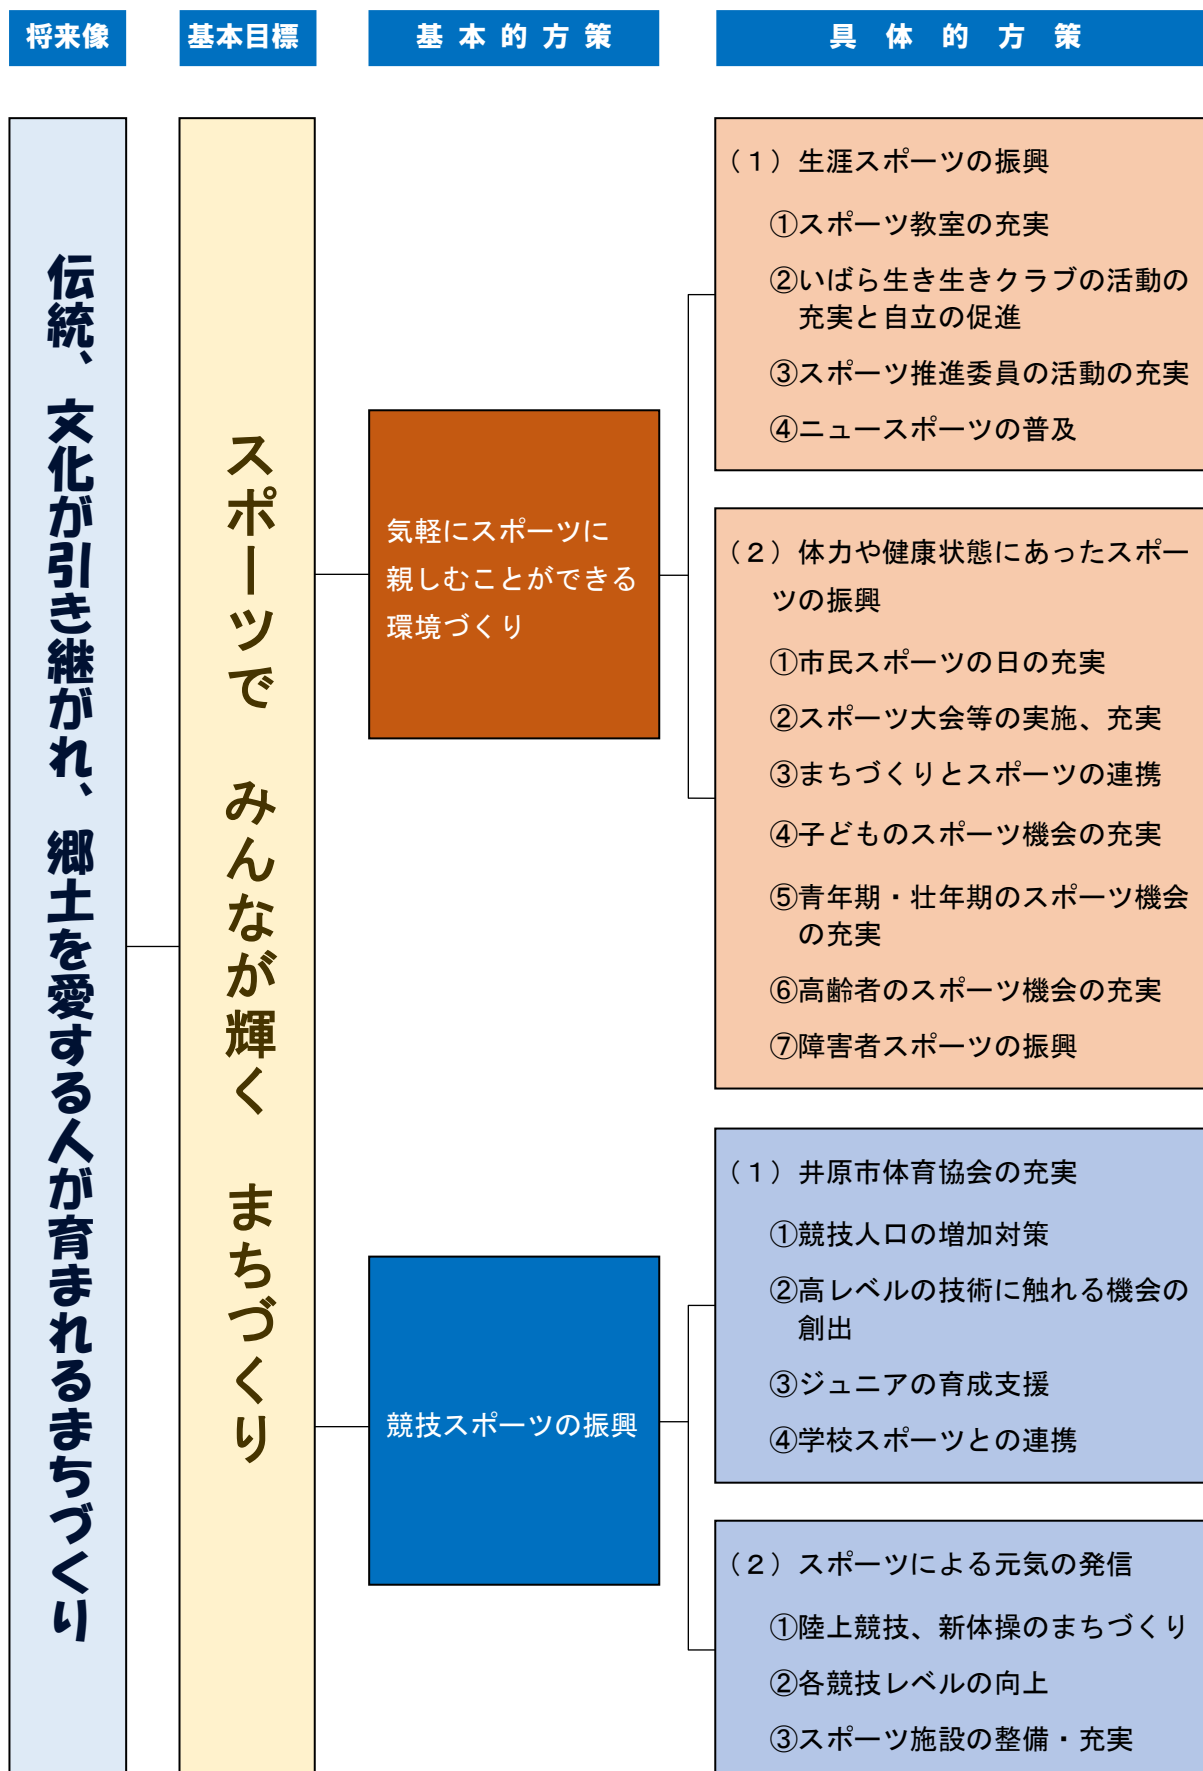 将来像
基本目標
基本的方策
具体的方策
伝統、文化が引き継がれ、郷土を愛する人が育まれるまちづくり
スポーツで　みんなが輝く　まちづくり
気軽にスポーツに
親しむことができる
環境づくり
（１）生涯スポーツの振興
①スポーツ教室の充実
②いばら生き生きクラブの活動の
充実と自立の促進
③スポーツ推進委員の活動の充実
④ニュースポーツの普及
（２）体力や健康状態にあったスポー
ツの振興
①市民スポーツの日の充実
②スポーツ大会等の実施、充実
③まちづくりとスポーツの連携
④子どものスポーツ機会の充実
⑤青年期・壮年期のスポーツ機会
の充実
⑥高齢者のスポーツ機会の充実
⑦障害者スポーツの振興
競技スポーツの振興
（１）井原市体育協会の充実
①競技人口の増加対策
②高レベルの技術に触れる機会の
創出
③ジュニアの育成支援
④学校スポーツとの連携
（２）スポーツによる元気の発信
①陸上競技、新体操のまちづくり
②各競技レベルの向上
③スポーツ施設の整備・充実